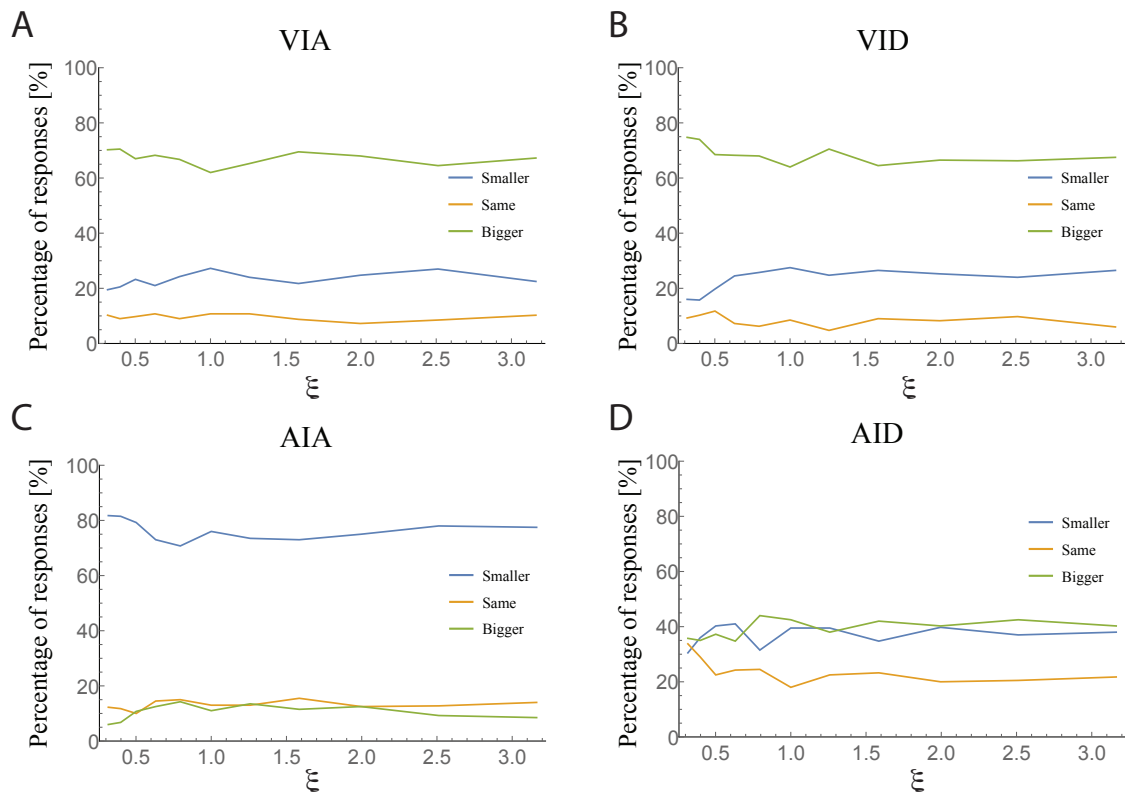 A
VIA
Percentage of responses [%]
100
80
60
40
20
0
0.5 1.0 1.5 2.0 2.5 3.0
ξ
Smaller
Same
Bigger
B
VID
Percentage of responses [%]
100
80
60
40
20
0
0.5 1.0 1.5 2.0 2.5 3.0
ξ
Smaller
Same
Bigger
C
AIA
Percentage of responses [%]
100
80
60
40
20
0
0.5 1.0 1.5 2.0 2.5 3.0
ξ
Smaller
Same
Bigger
D
AID
Percentage of responses [%]
100
80
60
40
20
0
0.5 1.0 1.5 2.0 2.5 3.0
ξ
Smaller
Same
Bigger